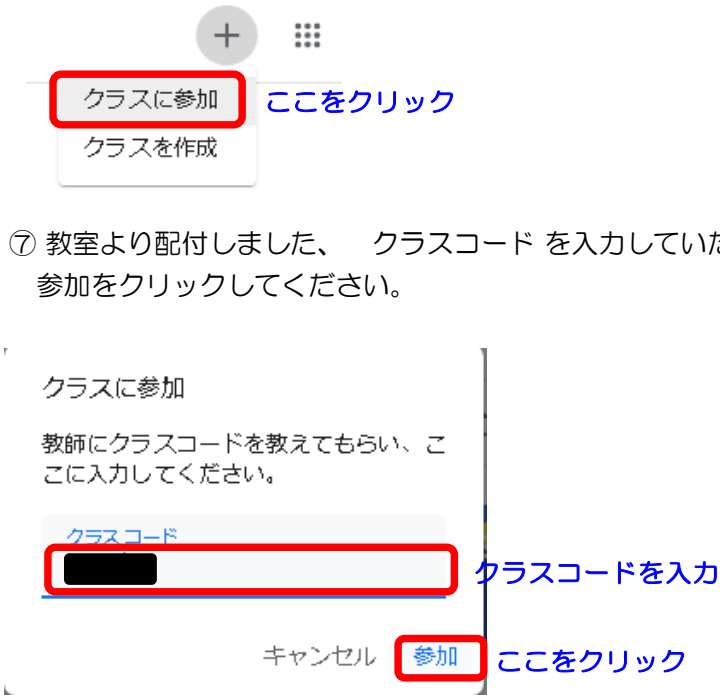 +
クラスに参加 ここをクリック
クラスを作成
⑦ 教室より配付しました、 クラスコード を入力していた
参加をクリックしてください。
クラスに参加
教師にクラスコードを教えてもらい、こ
こに入力してください。
クラスコード
クラスコードを入力
キャンセル 参加 ここをクリック